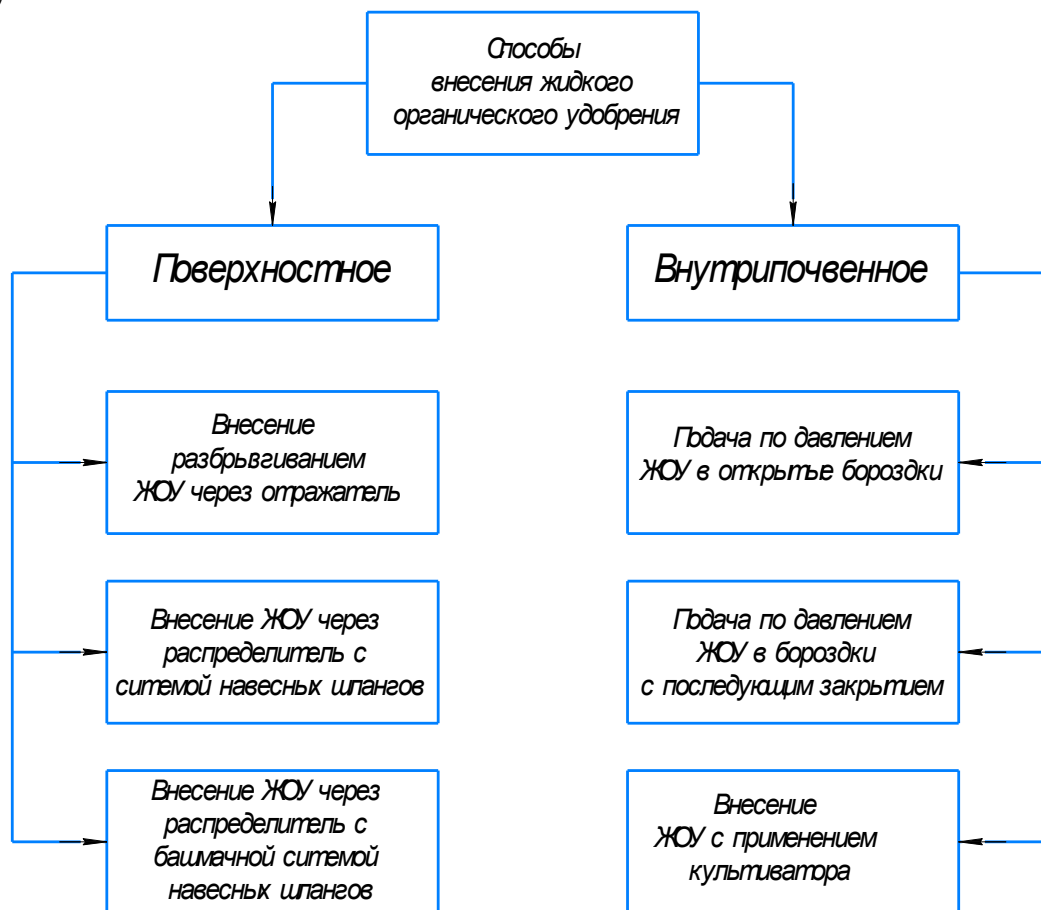 Способы
внесения жидкого
органического удобрения
Поверхностное
Внутрипочвенное
Внесение
разбрызгиванием
ЖОУ через отражатель
Подача по давлением
ЖОУ в открытые бороздки
Внесение ЖОУ через
распределитель с
ситемой навесных шлангов
Подача по давлением
ЖОУ в бороздки
с последующим закрытием
Внесение ЖОУ через
распределитель с
башмачной ситемой
навесных шлангов
Внесение
ЖОУ с применением
культиватора